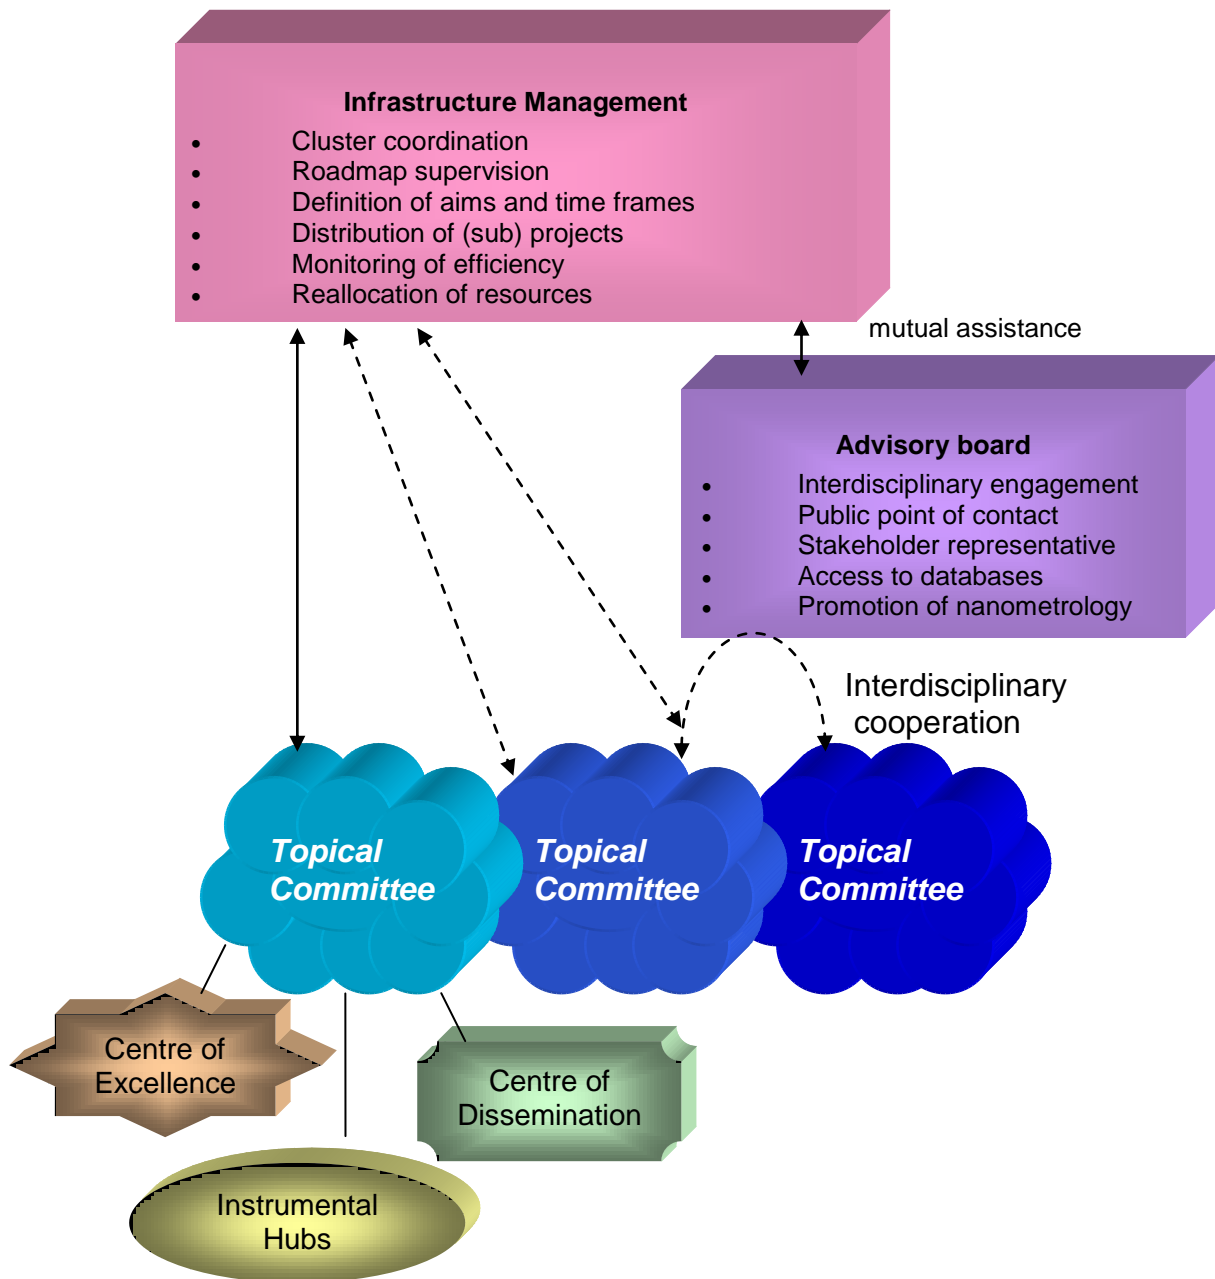 Infrastructure Management
• Cluster coordination
• Roadmap supervision
• Definition of aims and time frames
• Distribution of (sub) projects
• Monitoring of efficiency
• Reallocation of resources
mutual assistance
Advisory board
• Interdisciplinary engagement
• Public point of contact
• Stakeholder representative
• Access to databases
• Promotion of nanometrology
Interdisciplinary
cooperation
Topical
Committee
Topical
Committee
Topical
Committee
Centre of
Excellence
Centre of
Dissemination
Instrumental
Hubs